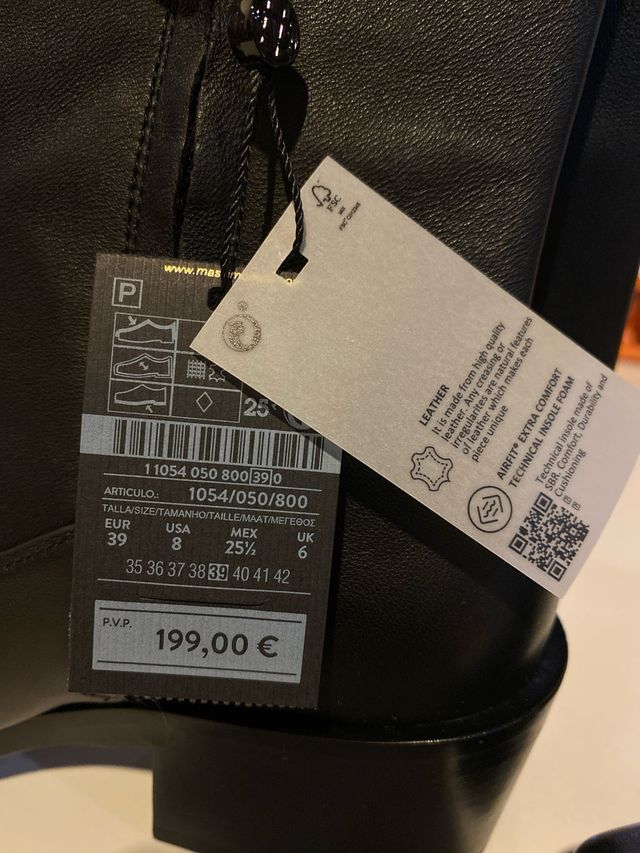 FSC
MIX
LEATHER
It is made from high quality
leather. Any creasing or
irregularites are natural features
of leather which makes each
piece unique
AIRFIT® EXTRA COMFORT
TECHNICAL INSOLE FOAM
Technical insole made of
SBR. Comfort, Durability and
Cushioning
P
25
11054 050 800 39 0
ARTICULO.: 1054/050/800
TALLA/SIZE/TAMANHO/TAILLE/MAAT/ΜΕΓΕΘΟΣ
EUR USA MEX UK
39 8 25½ 6
35 36 37 38 39 40 41 42
P.V.P.
199,00 €